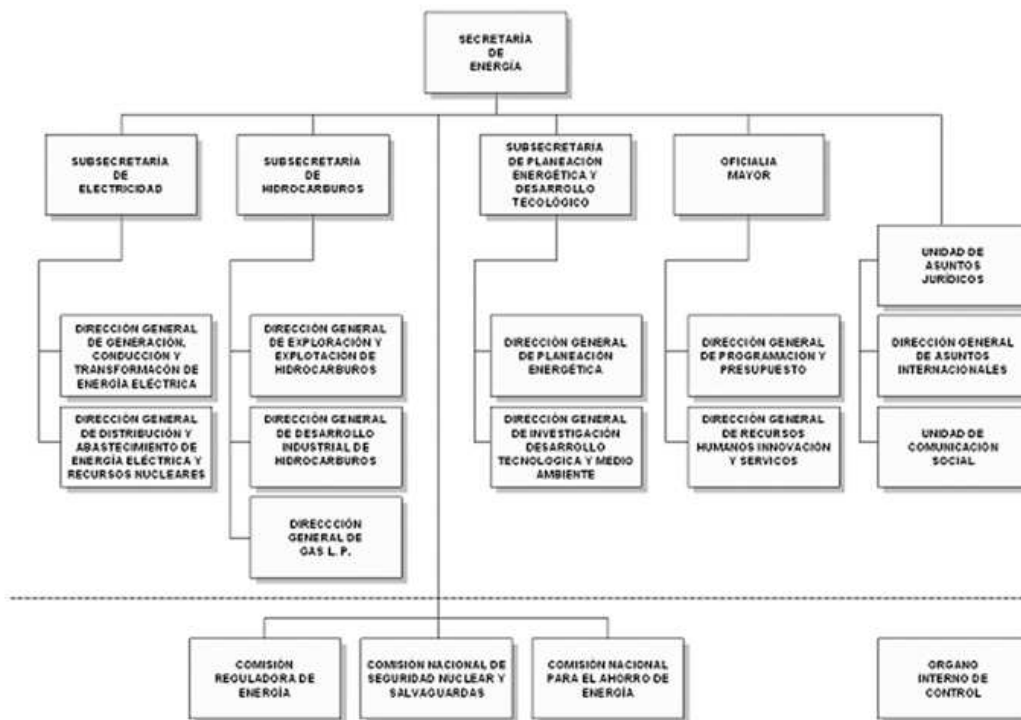 SECRETARÍA
DE
ENERGÍA
SUBSECRETARÍA
DE
ELECTRICIDAD
SUBSECRETARÍA
DE
HIDROCARBUROS
SUBSECRETARÍA
DE PLANEACIÓN
ENERGÉTICA Y
DESARROLLO
TECOLÓGICO
OFICIALIA
MAYOR
UNIDAD DE
ASUNTOS
JURÍDICOS
DIRECCIÓN GENERAL
DE GENERACIÓN,
CONDUCCIÓN Y
TRANSFORMACÓN DE
ENERGÍA ELÉCTRICA
DIRECCIÓN GENERAL
DE EXPLORACIÓN Y
EXPLOTACIÓN DE
HIDROCARBUROS
DIRECCIÓN GENERAL
DE PLANEACIÓN
ENERGÉTICA
DIRECCIÓN GENERAL
DE PROGRAMACIÓN Y
PRESUPUESTO
DIRECCIÓN GENERAL
DE ASUNTOS
INTERNACIONALES
DIRECCIÓN GENERAL
DE DISTRIBUCIÓN Y
ABASTECIMIENTO DE
ENERGÍA ELÉCTRICA Y
RECURSOS NUCLEARES
DIRECCIÓN GENERAL
DE DESARROLLO
INDUSTRIAL DE
HIDROCARBUROS
DIRECCIÓN GENERAL
DE INVESTIGACIÓN
DESARROLLO
TECNOLÓGICA Y MEDIO
AMBIENTE
DIRECCIÓN GENERAL
DE RECURSOS
HUMANOS INNOVACIÓN
Y SERVICOS
UNIDAD DE
COMUNICACIÓN
SOCIAL
DIRECCCIÓN
GENERAL DE
GAS L. P.
COMISIÓN
REGULADORA DE
ENERGÍA
COMISIÓN NACIONAL DE
SEGURIDAD NUCLEAR Y
SALVAGUARDAS
COMISIÓN NACIONAL
PARA EL AHORRO DE
ENERGÍA
ORGANO
INTERNO DE
CONTROL